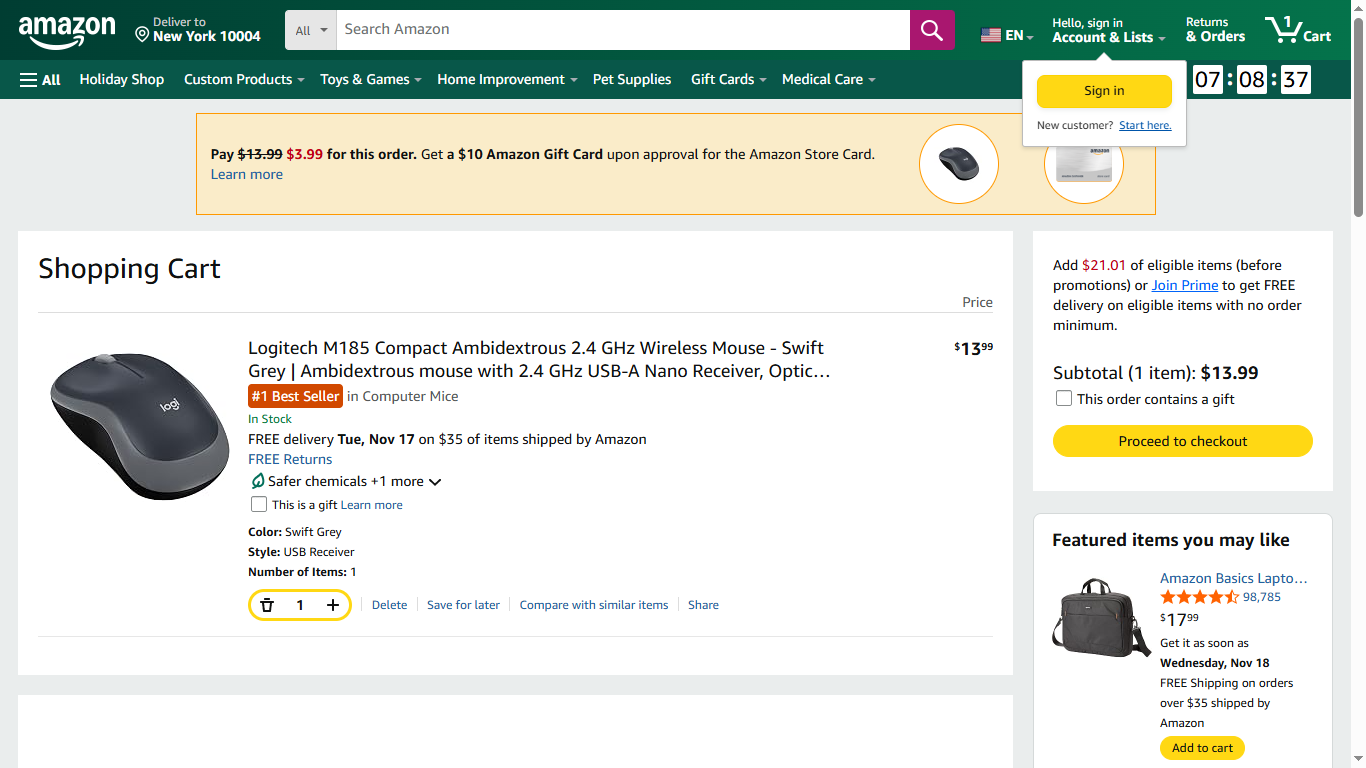 amazon
Deliver to
New York 10004
All
Search Amazon
EN
Hello, sign in
Account & Lists
Returns
& Orders
1
Cart
All
Holiday Shop
Custom Products
Toys & Games
Home Improvement
Pet Supplies
Gift Cards
Medical Care
07 : 08 : 37
Sign in
New customer? Start here.
Pay $13.99 $3.99 for this order. Get a $10 Amazon Gift Card upon approval for the Amazon Store Card.
Learn more
logi
amazon
Shopping Cart
Price
logi
Logitech M185 Compact Ambidextrous 2.4 GHz Wireless Mouse - Swift
Grey | Ambidextrous mouse with 2.4 GHz USB-A Nano Receiver, Optic…
$13 99
#1 Best Seller in Computer Mice
In Stock
FREE delivery Tue, Nov 17 on $35 of items shipped by Amazon
FREE Returns
Safer chemicals +1 more
This is a gift Learn more
Color: Swift Grey
Style: USB Receiver
Number of Items: 1
1
Delete
Save for later
Compare with similar items
Share
Add $21.01 of eligible items (before
promotions) or Join Prime to get FREE
delivery on eligible items with no order
minimum.
Subtotal (1 item): $13.99
This order contains a gift
Proceed to checkout
Featured items you may like
Amazon Basics Lapto…
98,785
$17 99
Get it as soon as
Wednesday, Nov 18
FREE Shipping on orders
over $35 shipped by
Amazon
Add to cart